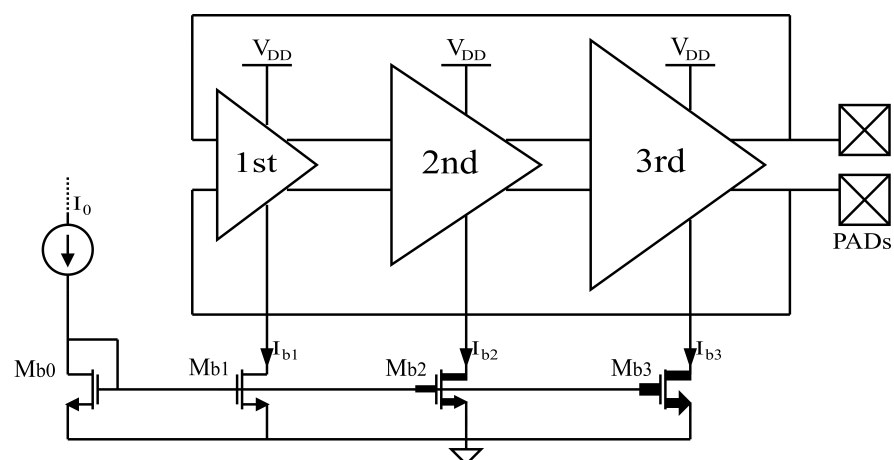 V_DD V_DD V_DD
1st 2nd 3rd
I_0
PADs
M_b0 M_b1 I_b1 M_b2 I_b2 M_b3 I_b3